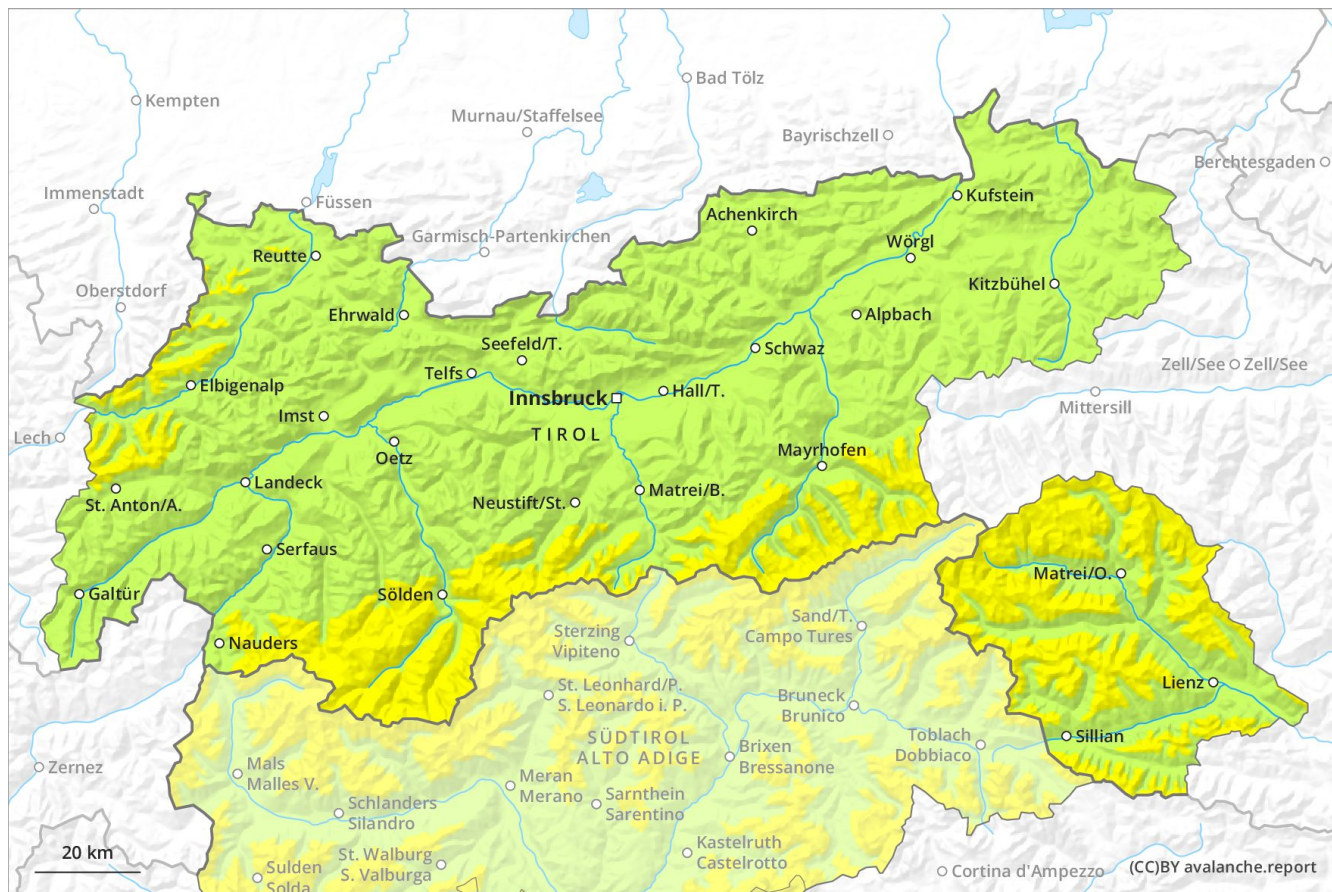 Bad Tölz
Kempten
Murnau/Staffelsee
Bayrischzell
Berchtesgaden
Immenstadt
Füssen
Kufstein
Achenkirch
Garmisch-Partenkirchen
Wörgl
Reutte
Kitzbühel
Oberstdorf
Ehrwald
Alpbach
Seefeld/T.
Schwaz
Zell/See
Zell/See
Telfs
Elbigenalp
Hall/T.
Innsbruck
Mittersill
Imst
TIROL
Lech
Mayrhofen
Oetz
Landeck
Matrei/B.
St. Anton/A.
Neustift/St.
Serfaus
Matrei/O.
Galtür
Sölden
Sand/T.
Campo Tures
Sterzing
Vipiteno
Nauders
Lienz
St. Leonhard/P.
S. Leonardo i. P.
Bruneck
Brunico
SÜDTIROL
ALTO ADIGE
Toblach
Dobbiaco
Sillian
Brixen
Bressanone
Zernez
Mals
Malles V.
Meran
Merano
Sarnthein
Sarentino
Schlanders
Silandro
Kastelruth
Castelrotto
20 km
St. Walburg
S. Valburga
Sulden
Solda
Cortina d'Ampezzo
(CC)BY avalanche.report